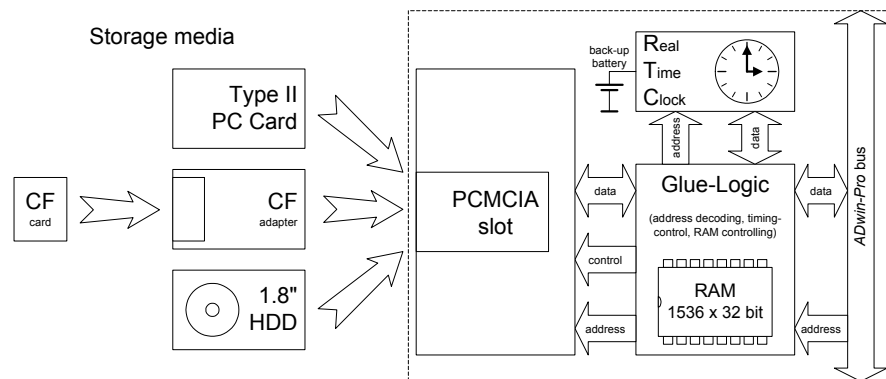 Storage media
Type II
PC Card
CF
card
CF
adapter
1.8"
HDD
PCMCIA
slot
back-up
battery
Real
Time
Clock
address
data
data
control
address
Glue-Logic
(address decoding, timing-
control, RAM controlling)
RAM
1536 x 32 bit
data
address
ADwin-Pro bus